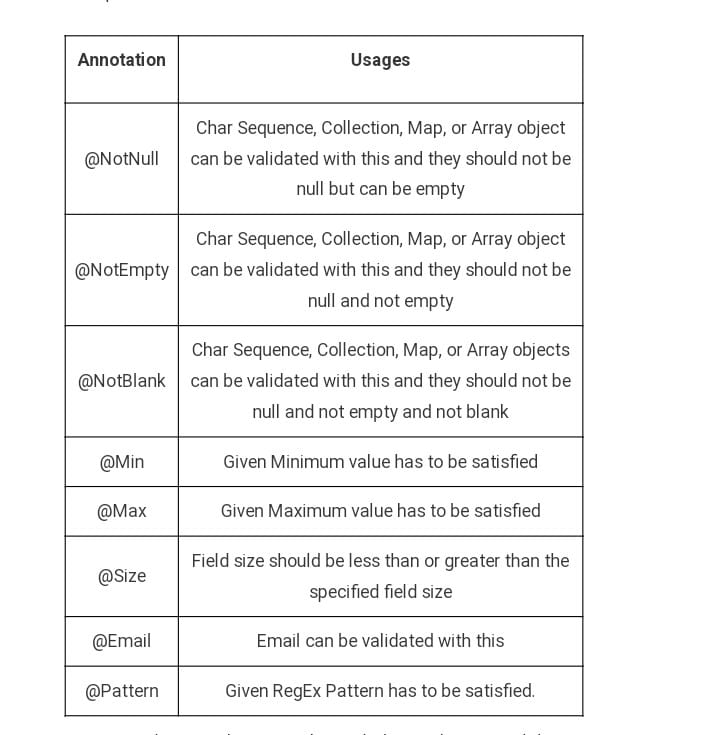 Annotation Usages
Char Sequence, Collection, Map, or Array object
@NotNull can be validated with this and they should not be
null but can be empty
Char Sequence, Collection, Map, or Array object
@NotEmpty can be validated with this and they should not be
null and not empty
Char Sequence, Collection, Map, or Array objects
@NotBlank can be validated with this and they should not be
null and not empty and not blank
@Min Given Minimum value has to be satisfied
@Max Given Maximum value has to be satisfied
@Size Field size should be less than or greater than the
specified field size
@Email Email can be validated with this
@Pattern Given RegEx Pattern has to be satisfied.